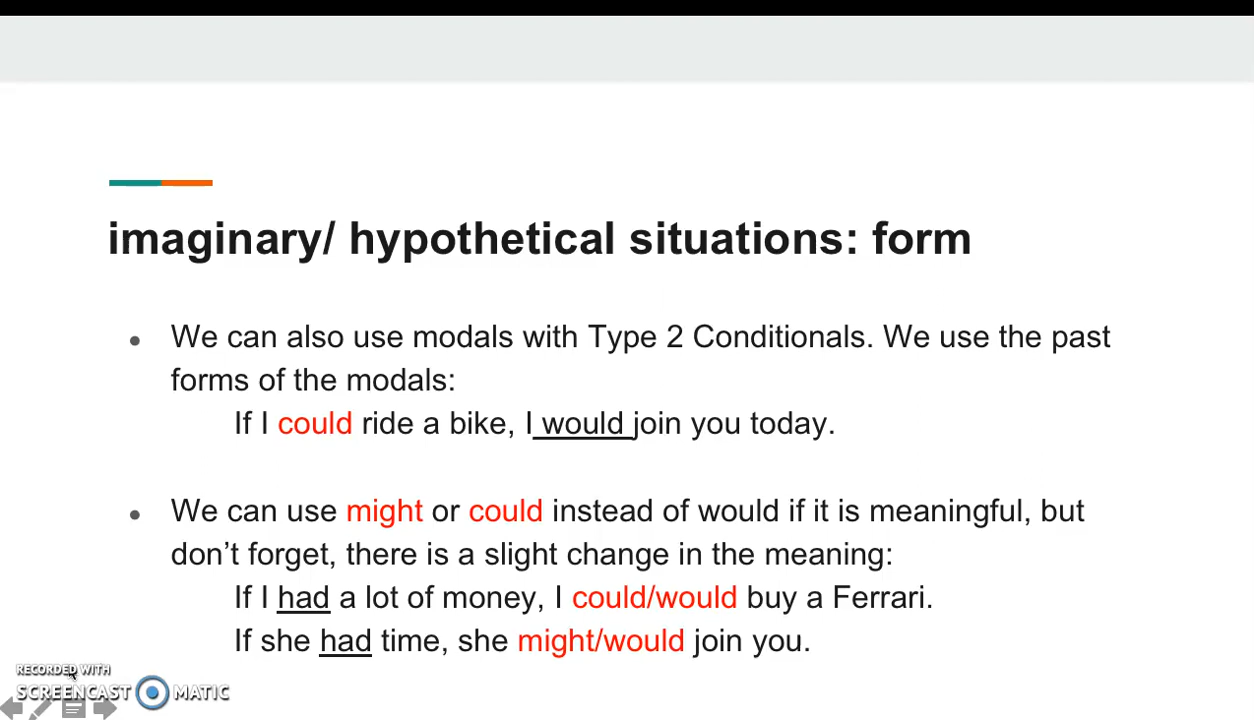 imaginary/ hypothetical situations: form
We can also use modals with Type 2 Conditionals. We use the past
forms of the modals:
If I could ride a bike, I would join you today.
We can use might or could instead of would if it is meaningful, but
don’t forget, there is a slight change in the meaning:
If I had a lot of money, I could/would buy a Ferrari.
If she had time, she might/would join you.
RECORDED WITH
SCREENCAST MATIC